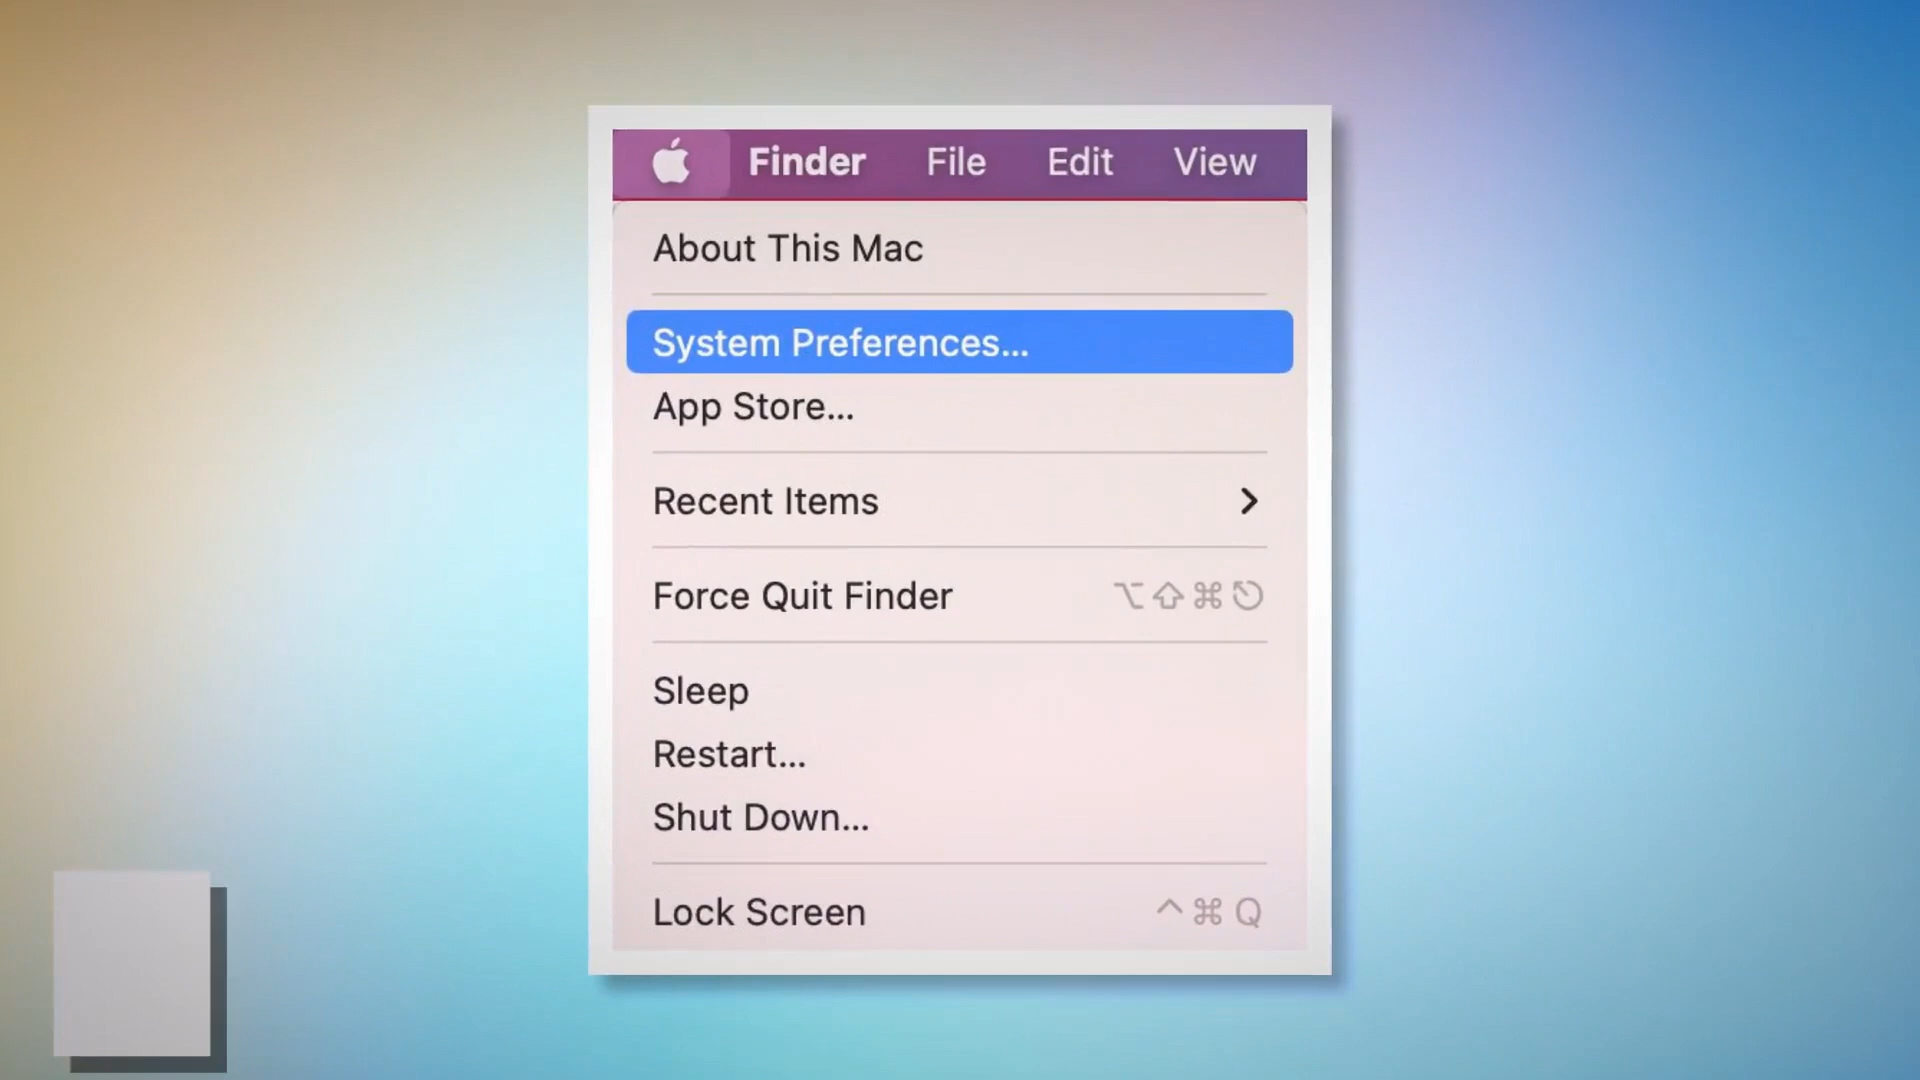 Finder File Edit View
About This Mac
System Preferences...
App Store...
Recent Items
Force Quit Finder ⌥⇧⌘⎋
Sleep
Restart...
Shut Down...
Lock Screen ^⌘Q